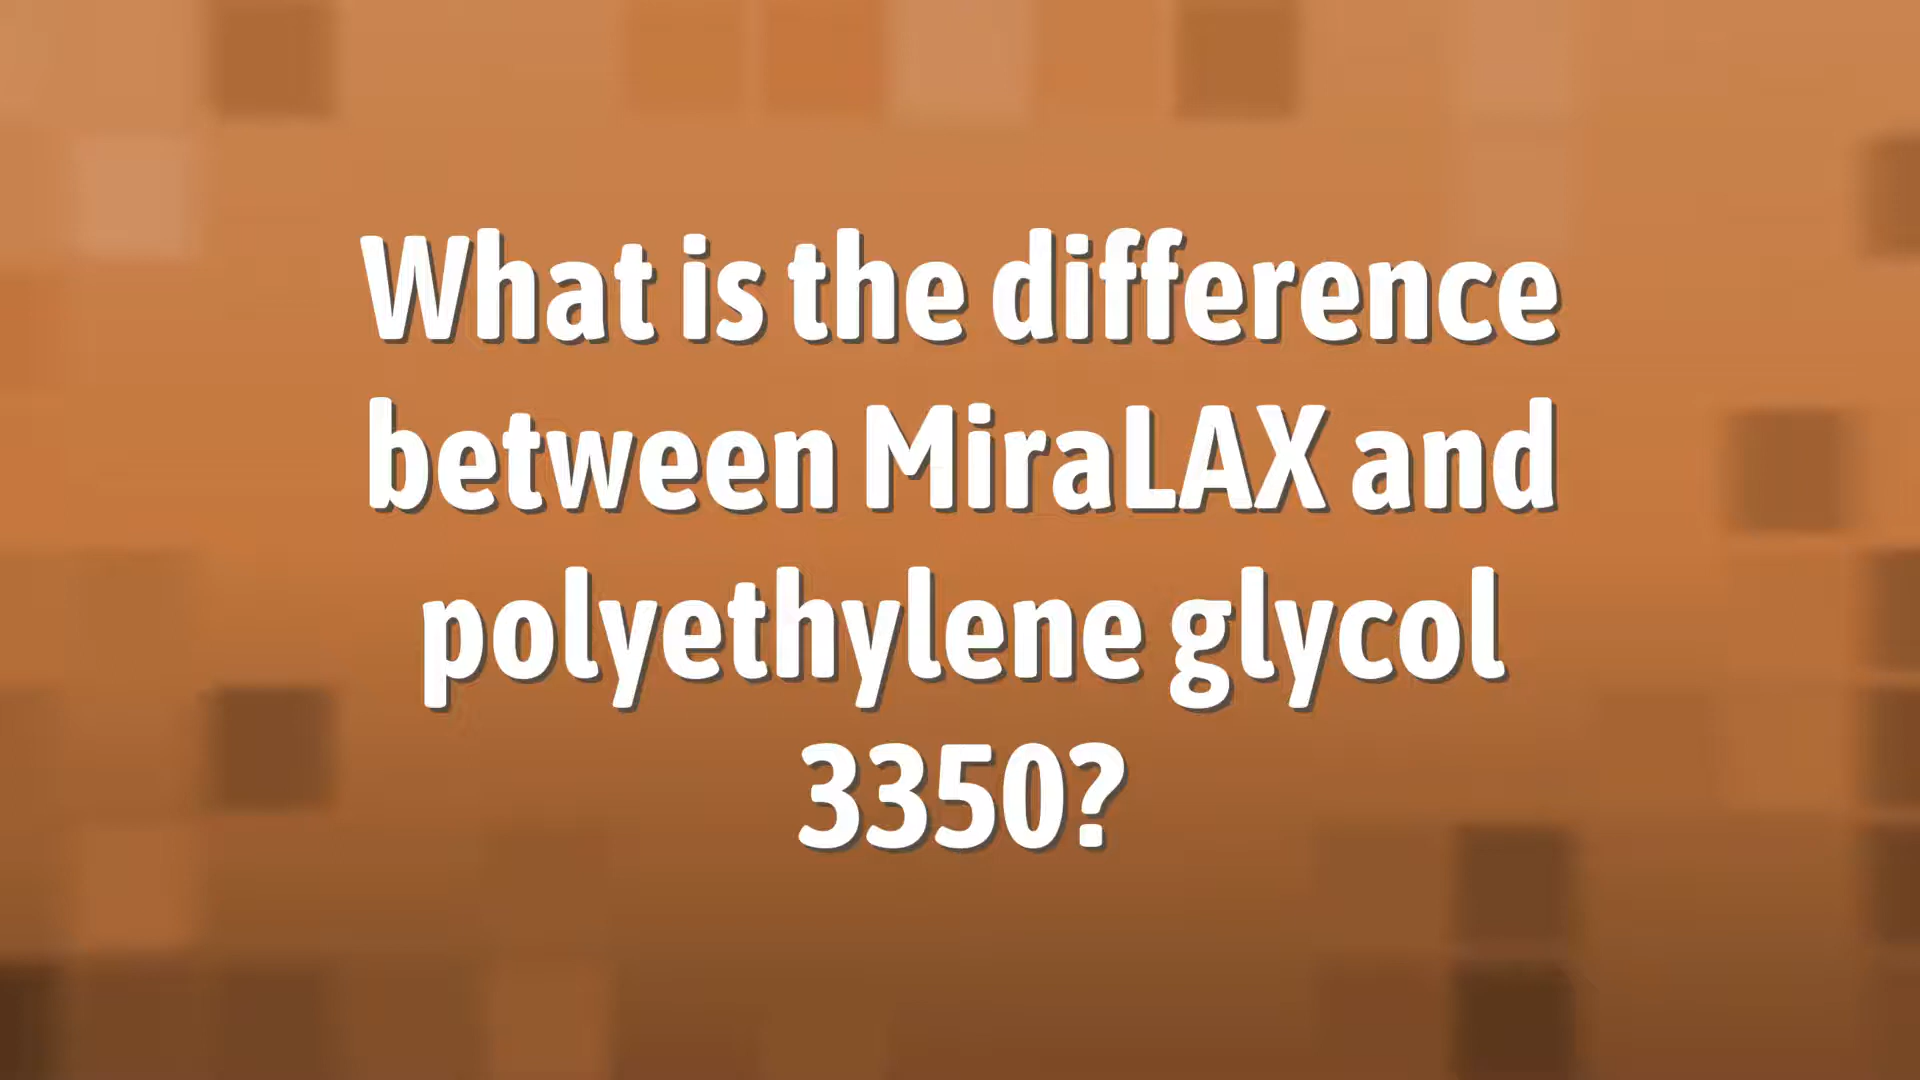 What is the difference
between MiraLAX and
polyethylene glycol
3350?